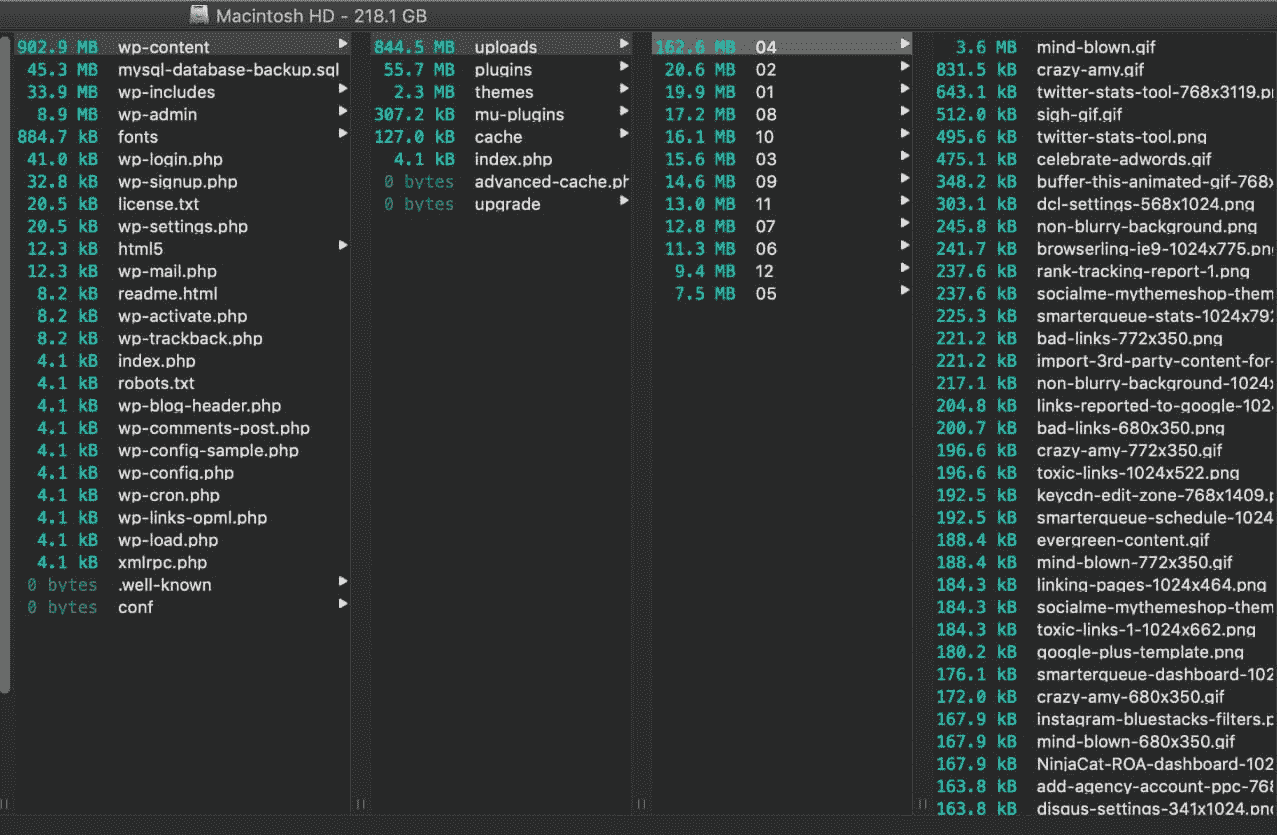 Macintosh HD - 218.1 GB
902.9 MB wp-content
45.3 MB mysql-database-backup.sql
33.9 MB wp-includes
8.9 MB wp-admin
884.7 kB fonts
41.0 kB wp-login.php
32.8 kB wp-signup.php
20.5 kB license.txt
20.5 kB wp-settings.php
12.3 kB html5
12.3 kB wp-mail.php
8.2 kB readme.html
8.2 kB wp-activate.php
8.2 kB wp-trackback.php
4.1 kB index.php
4.1 kB robots.txt
4.1 kB wp-blog-header.php
4.1 kB wp-comments-post.php
4.1 kB wp-config-sample.php
4.1 kB wp-config.php
4.1 kB wp-cron.php
4.1 kB wp-links-opml.php
4.1 kB wp-load.php
4.1 kB xmlrpc.php
0 bytes .well-known
0 bytes conf
844.5 MB uploads
55.7 MB plugins
2.3 MB themes
307.2 kB mu-plugins
127.0 kB cache
4.1 kB index.php
0 bytes advanced-cache.ph
0 bytes upgrade
162.6 MB 04
20.6 MB 02
19.9 MB 01
17.2 MB 08
16.1 MB 10
15.6 MB 03
14.6 MB 09
13.0 MB 11
12.8 MB 07
11.3 MB 06
9.4 MB 12
7.5 MB 05
3.6 MB mind-blown.gif
831.5 kB crazy-amy.gif
643.1 kB twitter-stats-tool-768x3119.pn
512.0 kB sigh-gif.gif
495.6 kB twitter-stats-tool.png
475.1 kB celebrate-adwords.gif
348.2 kB buffer-this-animated-gif-768x
303.1 kB dcl-settings-568x1024.png
245.8 kB non-blurry-background.png
241.7 kB browserling-ie9-1024x775.png
237.6 kB rank-tracking-report-1.png
237.6 kB socialme-mythemeshop-them
225.3 kB smarterqueue-stats-1024x792
221.2 kB bad-links-772x350.png
221.2 kB import-3rd-party-content-for-
217.1 kB non-blurry-background-1024x
204.8 kB links-reported-to-google-102
200.7 kB bad-links-680x350.png
196.6 kB crazy-amy-772x350.gif
196.6 kB toxic-links-1024x522.png
192.5 kB keycdn-edit-zone-768x1409.p
192.5 kB smarterqueue-schedule-1024
188.4 kB evergreen-content.gif
188.4 kB mind-blown-772x350.gif
184.3 kB linking-pages-1024x464.png
184.3 kB socialme-mythemeshop-them
184.3 kB toxic-links-1-1024x662.png
180.2 kB google-plus-template.png
176.1 kB smarterqueue-dashboard-102
172.0 kB crazy-amy-680x350.gif
167.9 kB instagram-bluestacks-filters.p
167.9 kB mind-blown-680x350.gif
167.9 kB NinjaCat-ROA-dashboard-102
163.8 kB add-agency-account-ppc-768
163.8 kB disqus-settings-341x1024.png